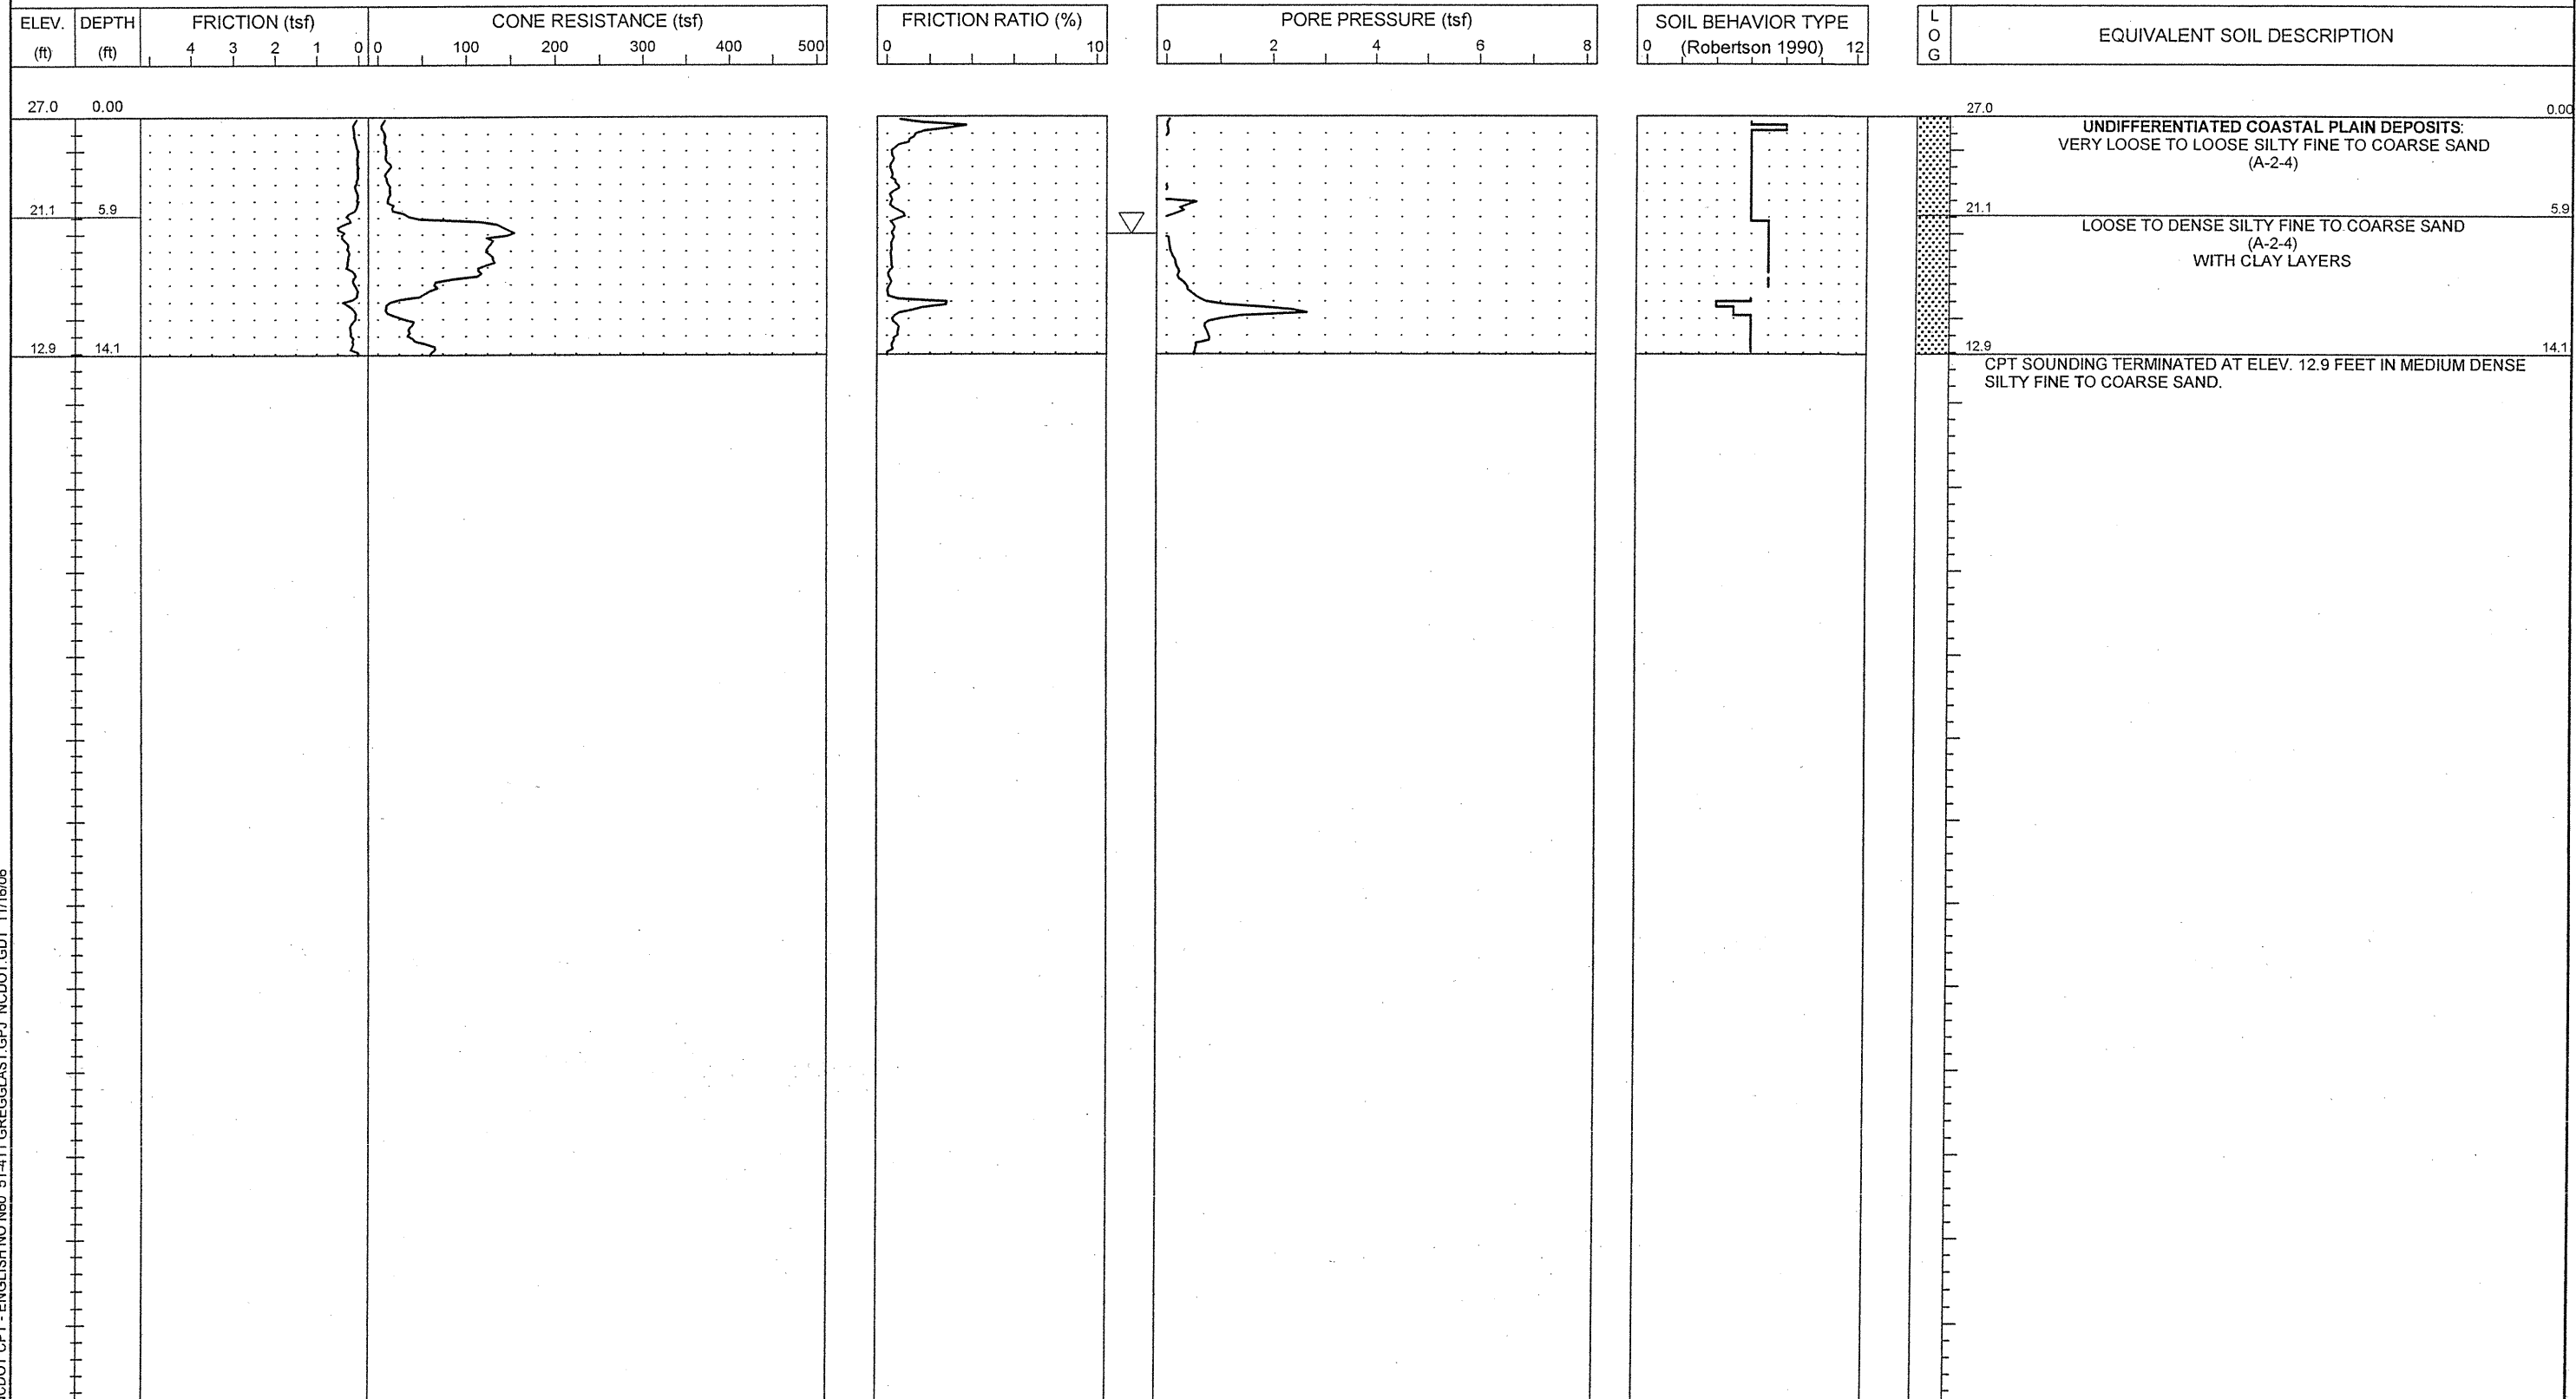 ELEV. (ft)
DEPTH (ft)
FRICTION (tsf)
4 3 2 1 0
CONE RESISTANCE (tsf)
0 100 200 300 400 500
FRICTION RATIO (%)
0 10
PORE PRESSURE (tsf)
0 2 4 6 8
SOIL BEHAVIOR TYPE
(Robertson 1990)
0 12
L
O
G
EQUIVALENT SOIL DESCRIPTION
27.0 0.00
27.0 0.00
UNDIFFERENTIATED COASTAL PLAIN DEPOSITS:
VERY LOOSE TO LOOSE SILTY FINE TO COARSE SAND
(A-2-4)
21.1 5.9
21.1 5.9
LOOSE TO DENSE SILTY FINE TO COARSE SAND
(A-2-4)
WITH CLAY LAYERS
12.9 14.1
12.9 14.1
CPT SOUNDING TERMINATED AT ELEV. 12.9 FEET IN MEDIUM DENSE
SILTY FINE TO COARSE SAND.
CPT - ENGLISH NO N60